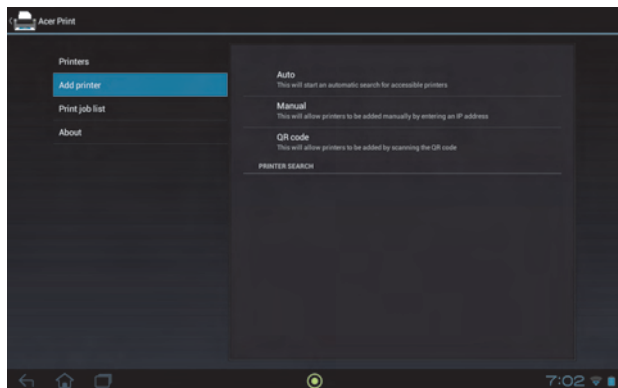 Acer Print
Printers
Add printer
Print job list
About
Auto
This will start an automatic search for accessible printers
Manual
This will allow printers to be added manually by entering an IP address
QR code
This will allow printers to be added by scanning the QR code
PRINTER SEARCH
7:02